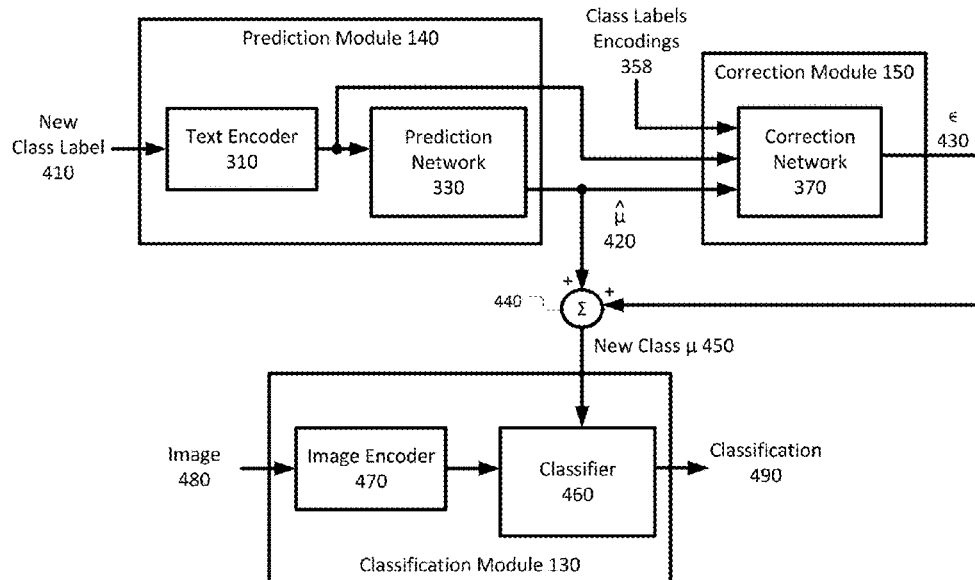 Prediction Module 140
Class Labels
Encodings
358
Correction Module 150
New
Class Label
410
Text Encoder
310
Prediction
Network
330
Correction
Network
370
ϵ
430
μ̂
420
+
+
440
Σ
New Class μ 450
Image
480
Image Encoder
470
Classifier
460
Classification
490
Classification Module 130